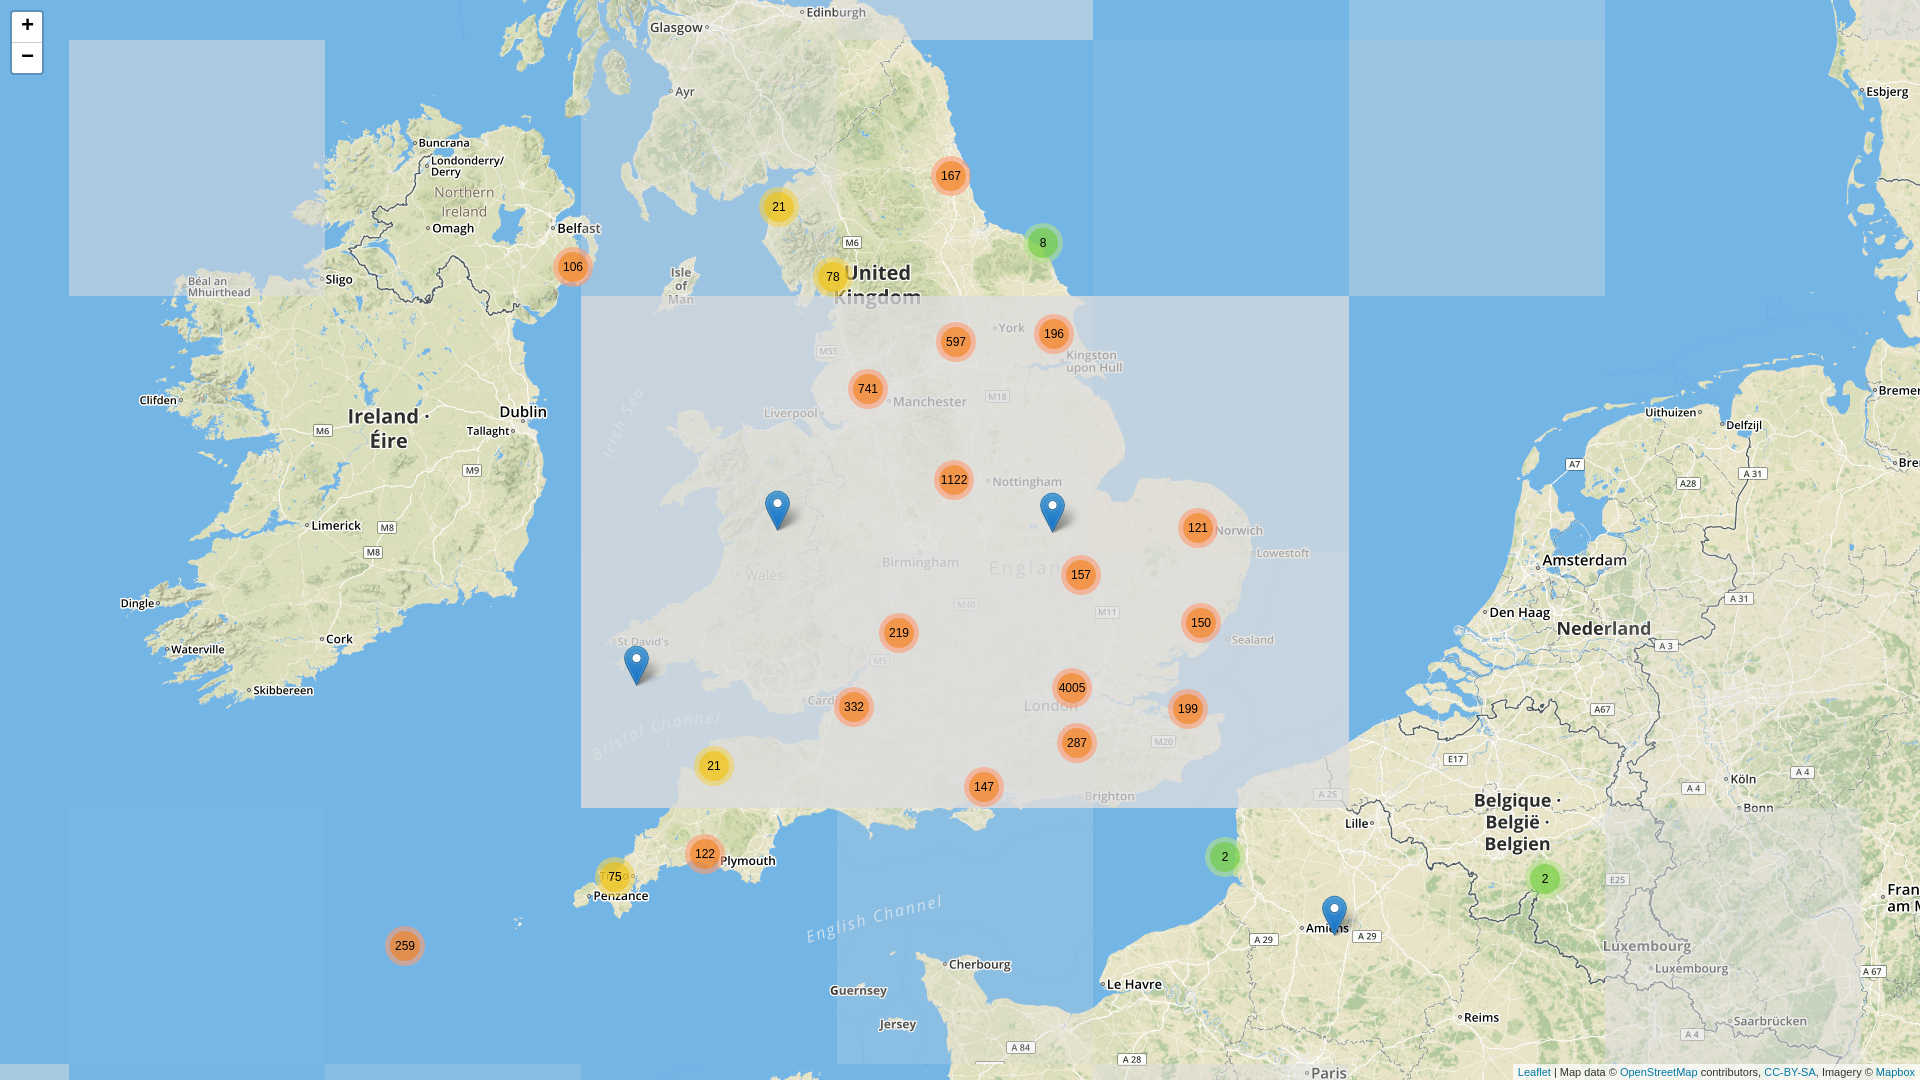 +
−
Edinburgh
Glasgow
Ayr
Esbjerg
Buncrana
Londonderry/
Derry
167
Northern
Ireland
21
Omagh
Belfast
M6
8
106
Isle
of
Man
78
United
Kingdom
Sligo
Béal an
Mhuirthead
York
196
597
M55
Kingston
upon Hull
741
Clifden
Manchester
M18
Bremer
Liverpool
Irish Sea
Ireland ·
Éire
Dublin
Tallaght
M6
Uithuizen
Delfzijl
M9
A7
A 31
Bre
1122
Nottingham
A28
Limerick
M8
121
Norwich
M8
Lowestoft
Birmingham
Englan
Amsterdam
157
Wales
Dingle
M40
M11
A 31
Den Haag
150
219
Nederland
Cork
St David's
Sealand
Waterville
M5
A 3
Skibbereen
4005
Cardi
332
London
199
A67
Bristol Channel
287
M20
E17
21
147
Brighton
A 25
A 4
Köln
A 4
Bonn
Belgique ·
België ·
Belgien
Lille
122
Plymouth
2
75
Penzance
2
E25
Fran
am M
English Channel
Amiens
A 29
A 29
259
Luxembourg
Luxembourg
Cherbourg
A 67
Le Havre
Guernsey
Jersey
Reims
Saarbrücken
A 4
A 84
A 28
Paris
Leaflet | Map data © OpenStreetMap contributors, CC-BY-SA, Imagery © Mapbox